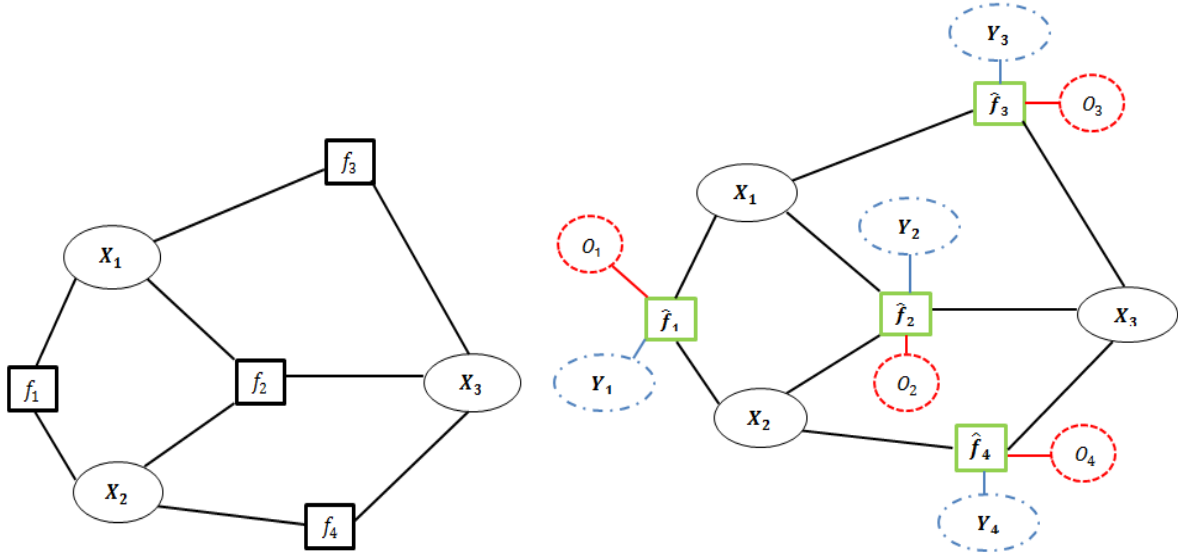 f₃
X₁
f₁
f₂
X₃
X₂
f₄
Y₃
f̂₃
O₃
X₁
Y₂
O₁
f̂₁
f̂₂
X₃
Y₁
O₂
X₂
f̂₄
O₄
Y₄